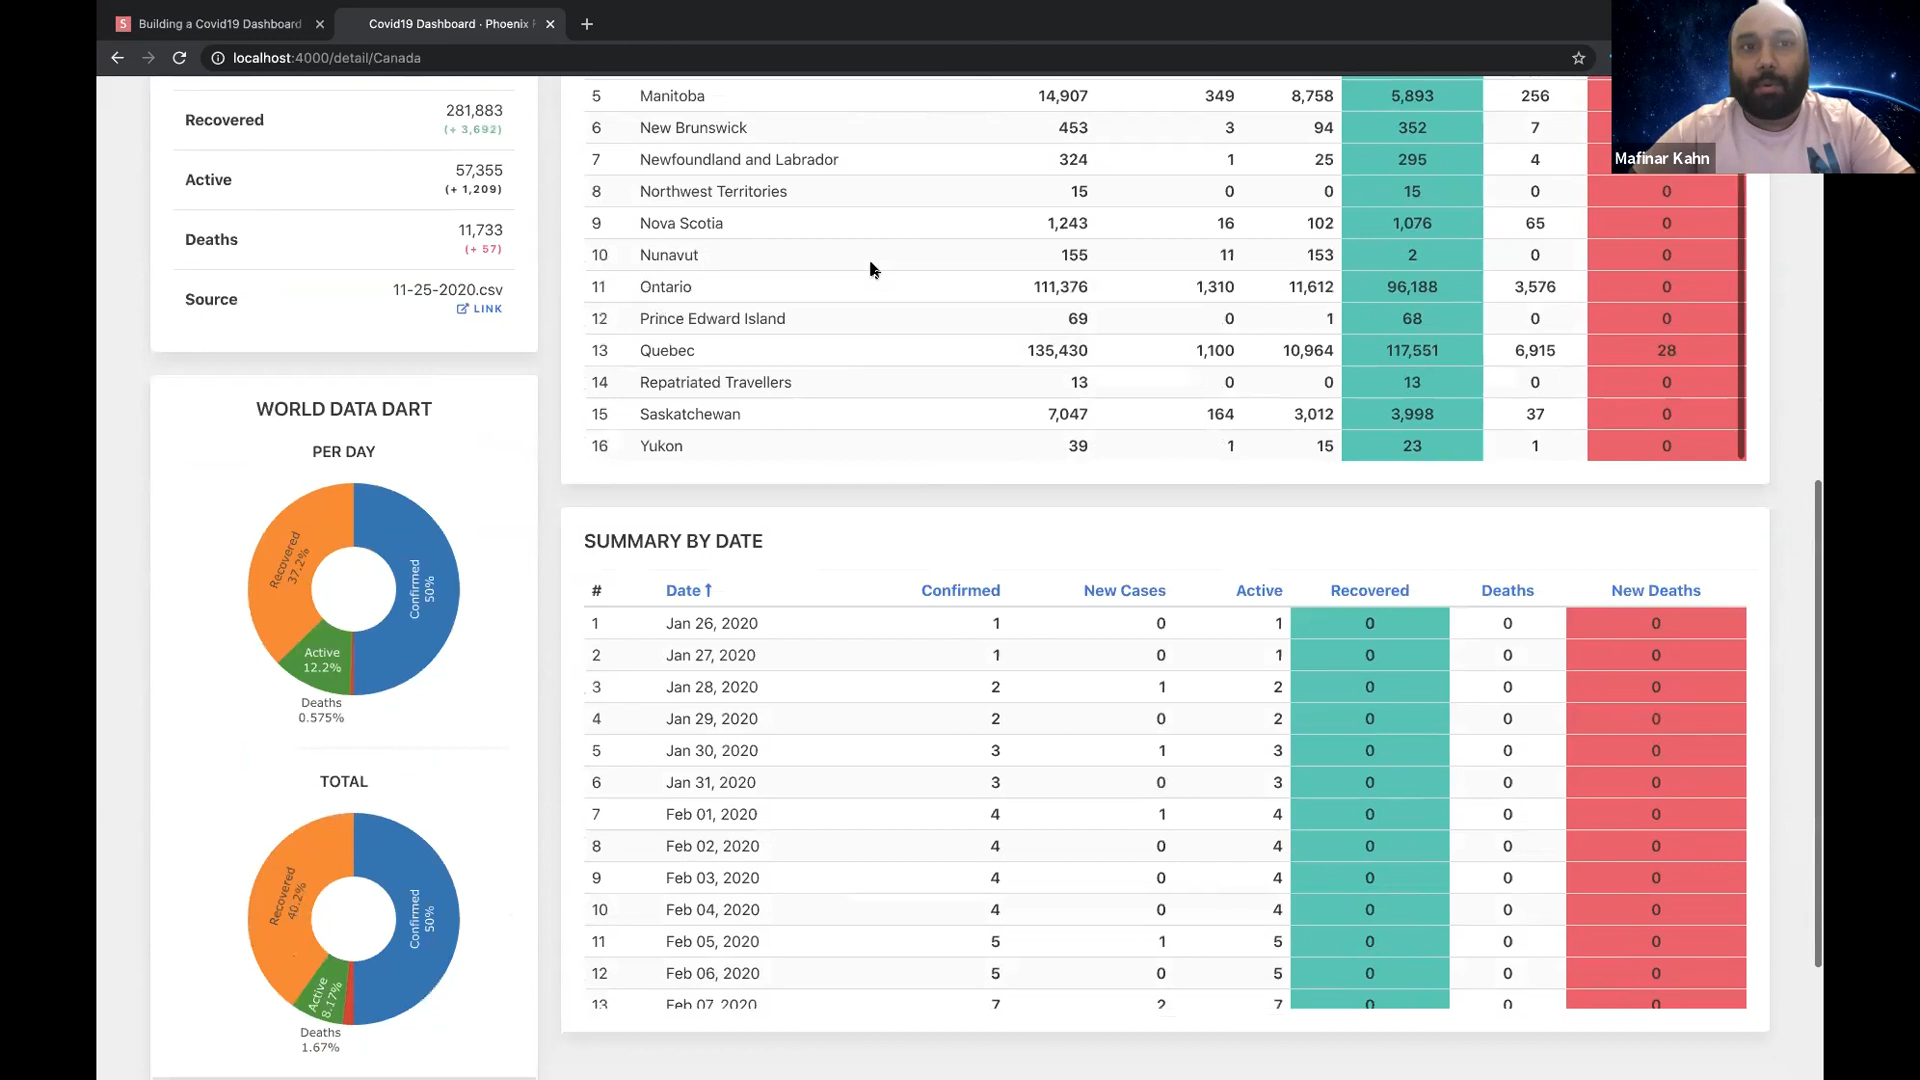 S Building a Covid19 Dashboard
Covid19 Dashboard · Phoenix
localhost:4000/detail/Canada
Mafinar Kahn
Recovered 281,883
(+ 3,692)
Active 57,355
(+ 1,209)
Deaths 11,733
(+ 57)
Source 11-25-2020.csv
LINK
WORLD DATA DART
PER DAY
Recovered
37.2%
Confirmed
50%
Active
12.2%
Deaths
0.575%
TOTAL
Recovered
40.2%
Confirmed
50%
Active
8.17%
Deaths
1.67%
5 Manitoba 14,907 349 8,758 5,893 256
6 New Brunswick 453 3 94 352 7
7 Newfoundland and Labrador 324 1 25 295 4
8 Northwest Territories 15 0 0 15 0 0
9 Nova Scotia 1,243 16 102 1,076 65 0
10 Nunavut 155 11 153 2 0 0
11 Ontario 111,376 1,310 11,612 96,188 3,576 0
12 Prince Edward Island 69 0 1 68 0 0
13 Quebec 135,430 1,100 10,964 117,551 6,915 28
14 Repatriated Travellers 13 0 0 13 0 0
15 Saskatchewan 7,047 164 3,012 3,998 37 0
16 Yukon 39 1 15 23 1 0
SUMMARY BY DATE
# Date ↑ Confirmed New Cases Active Recovered Deaths New Deaths
1 Jan 26, 2020 1 0 1 0 0 0
2 Jan 27, 2020 1 0 1 0 0 0
3 Jan 28, 2020 2 1 2 0 0 0
4 Jan 29, 2020 2 0 2 0 0 0
5 Jan 30, 2020 3 1 3 0 0 0
6 Jan 31, 2020 3 0 3 0 0 0
7 Feb 01, 2020 4 1 4 0 0 0
8 Feb 02, 2020 4 0 4 0 0 0
9 Feb 03, 2020 4 0 4 0 0 0
10 Feb 04, 2020 4 0 4 0 0 0
11 Feb 05, 2020 5 1 5 0 0 0
12 Feb 06, 2020 5 0 5 0 0 0
13 Feb 07, 2020 7 2 7 0 0 0